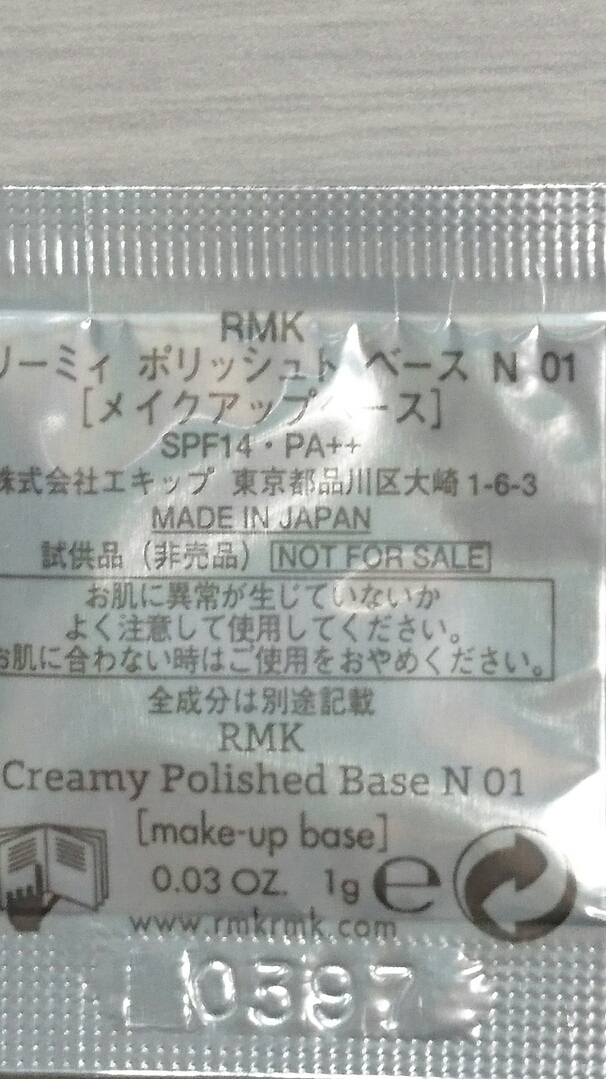 RMK
リーミィ ポリッシュト ベース N 01
[メイクアップベース]
SPF14・PA++
株式会社エキップ 東京都品川区大崎 1-6-3
MADE IN JAPAN
試供品（非売品） NOT FOR SALE
お肌に異常が生じていないか
よく注意して使用してください。
お肌に合わない時はご使用をおやめください。
全成分は別途記載
RMK
Creamy Polished Base N 01
[make-up base]
0.03 OZ. 1g e
www.rmkrmk.com
0397